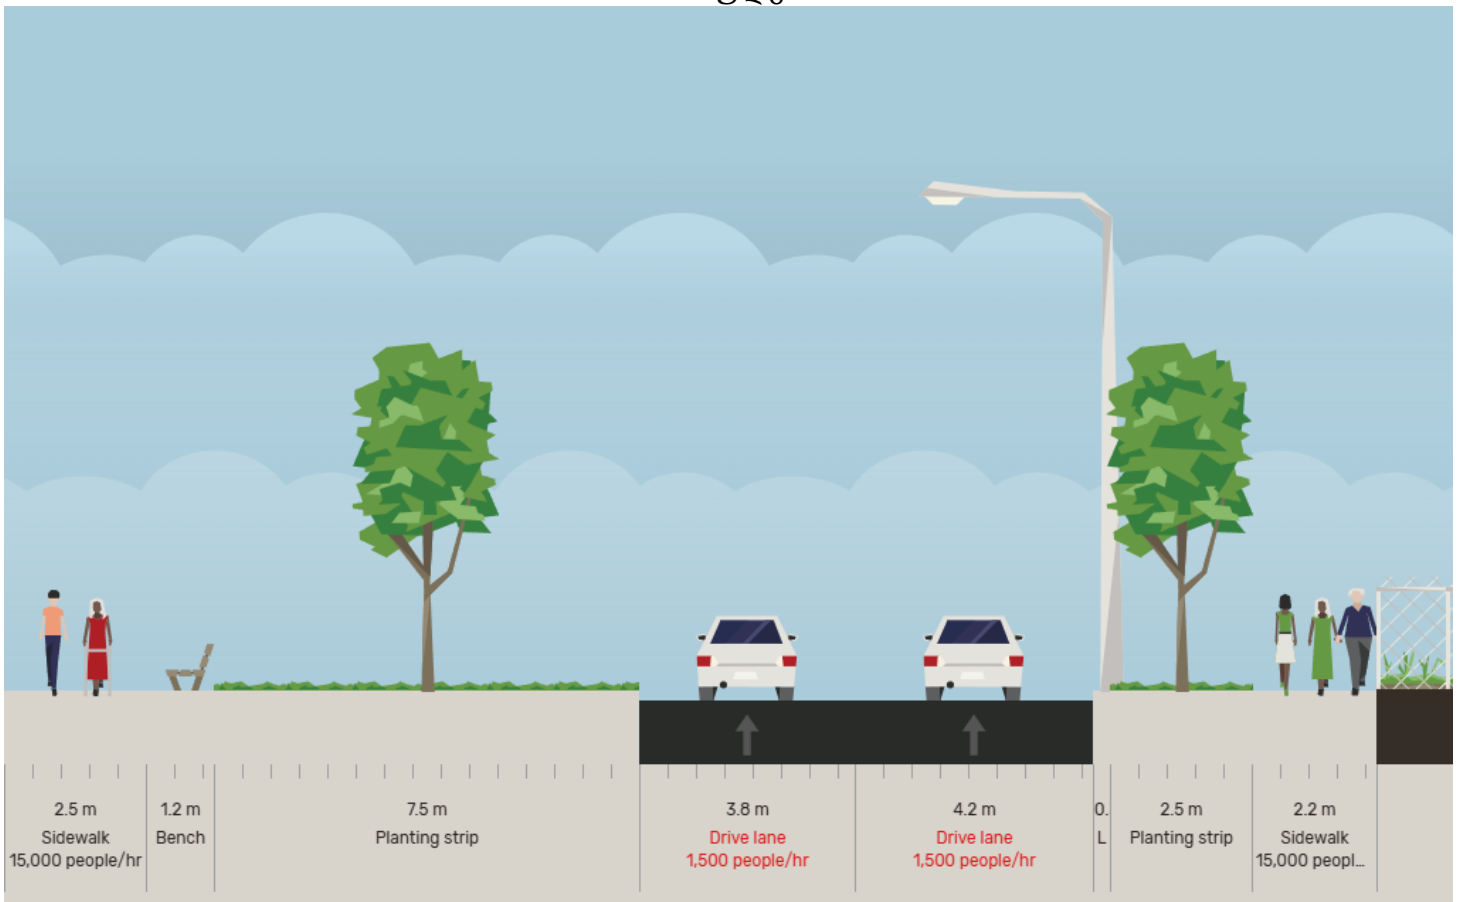 2.5 m
Sidewalk
15,000 people/hr
1.2 m
Bench
7.5 m
Planting strip
3.8 m
Drive lane
1,500 people/hr
4.2 m
Drive lane
1,500 people/hr
0.
L
2.5 m
Planting strip
2.2 m
Sidewalk
15,000 peopl...